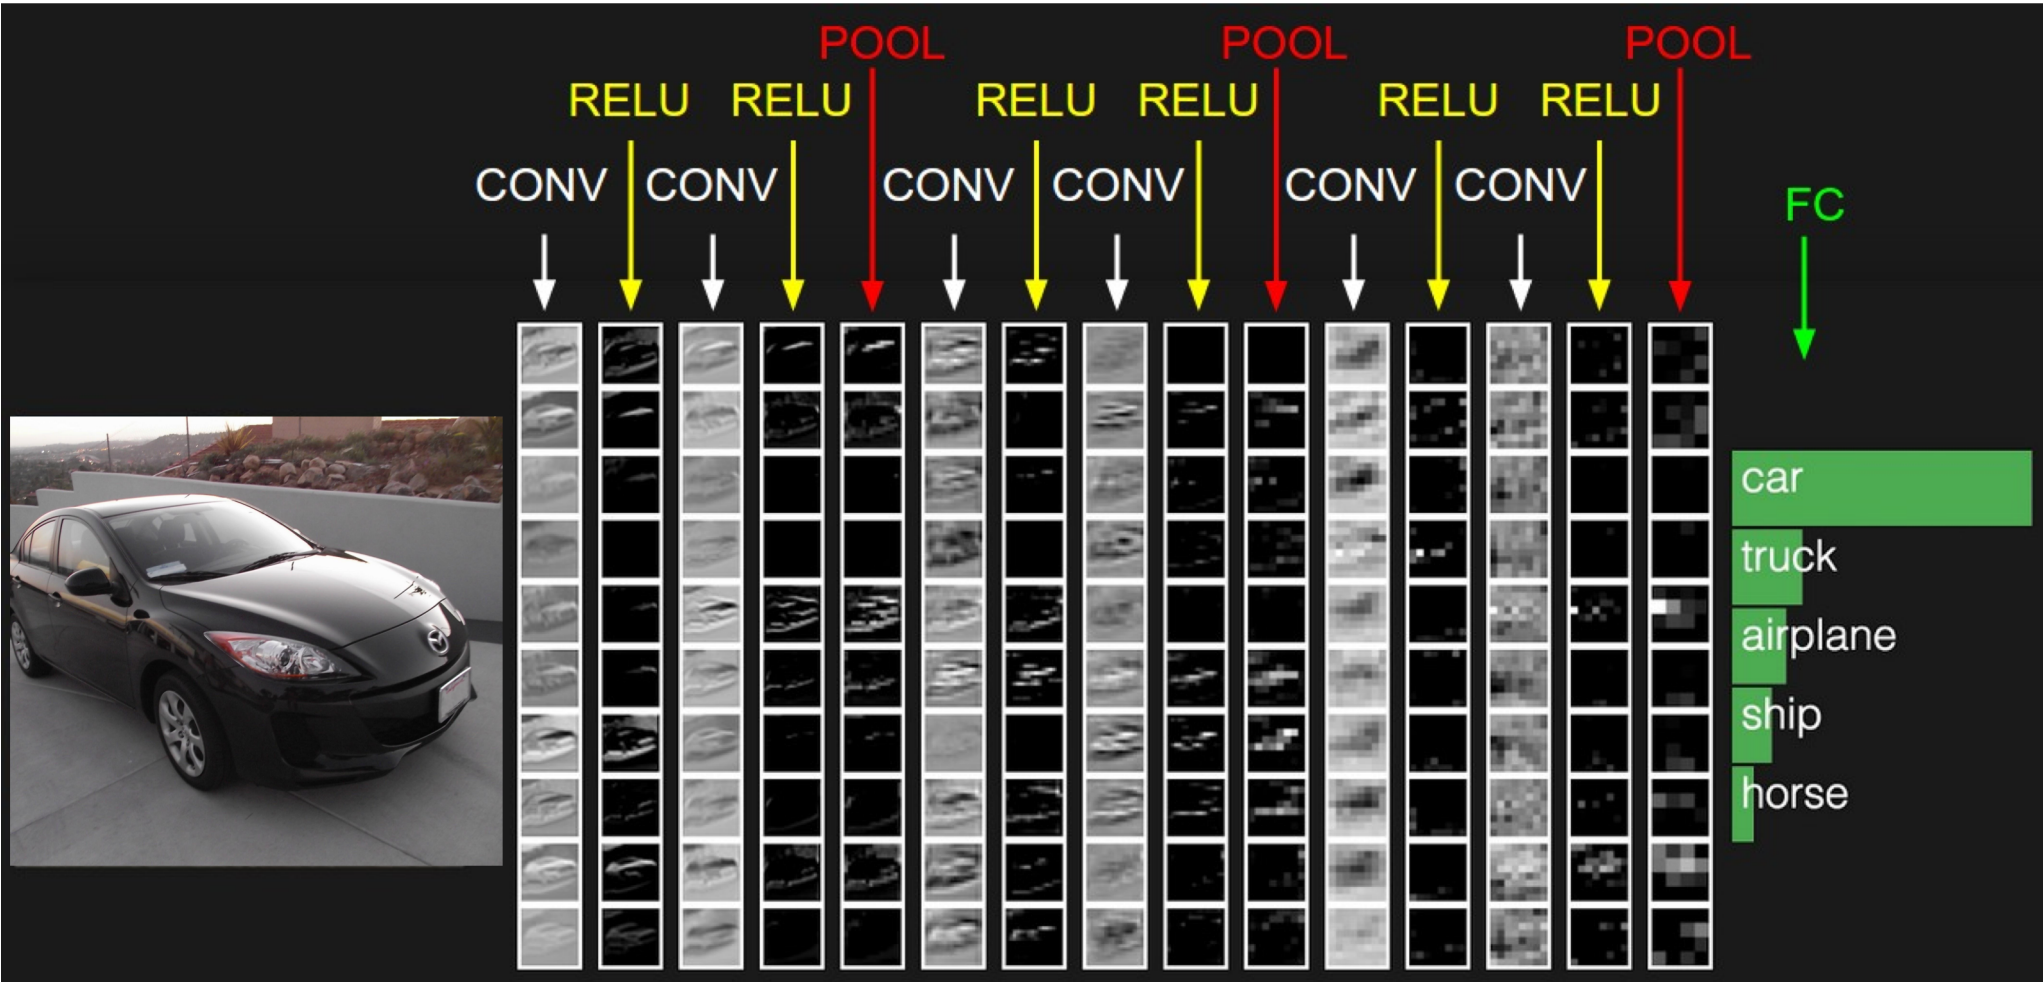 POOL POOL POOL
RELU RELU RELU RELU RELU RELU
CONV CONV CONV CONV CONV CONV
FC
car
truck
airplane
ship
horse